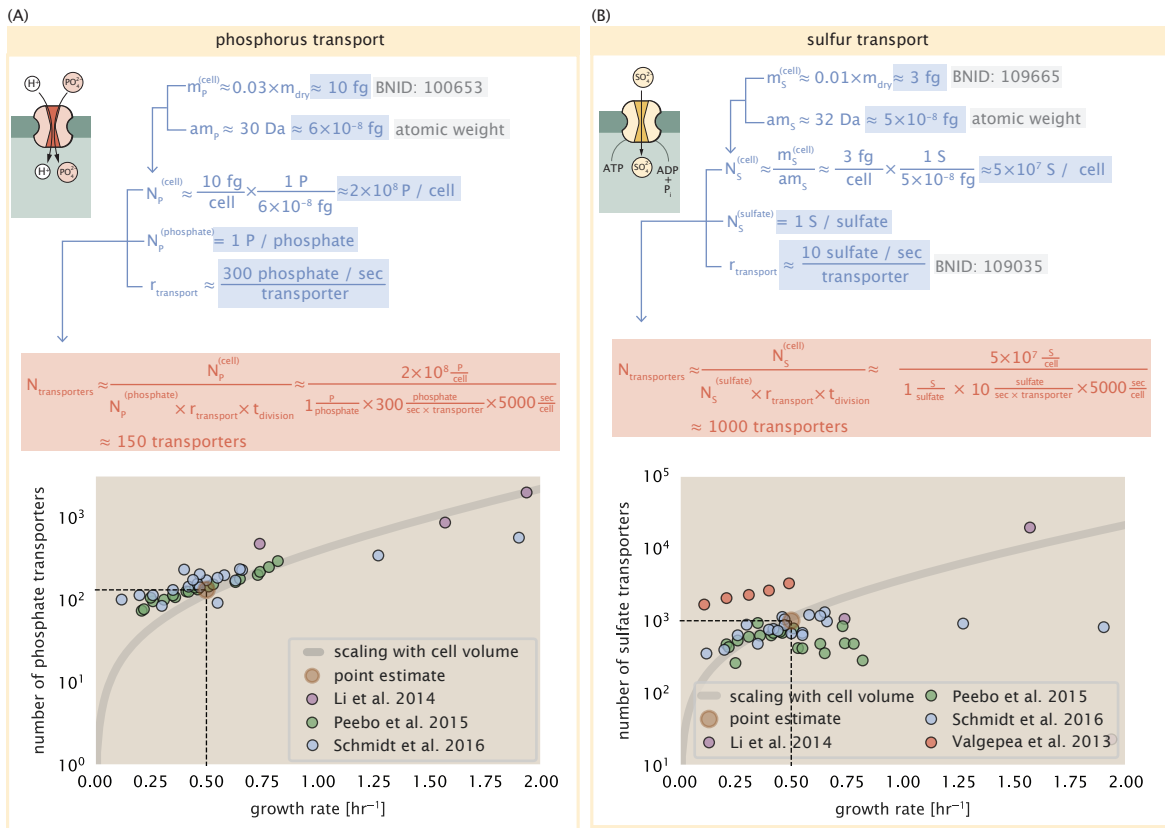 (A)
phosphorus transport
H⁺
PO₄²⁻
H⁺
PO₄²⁻
m_P^(cell) ≈ 0.03 × m_dry ≈ 10 fg BNID: 100653
am_P ≈ 30 Da ≈ 6×10⁻⁸ fg atomic weight
N_P^(cell) ≈ 10 fg / cell × 1 P / 6×10⁻⁸ fg ≈2×10⁸ P / cell
N_P^(phosphate) = 1 P / phosphate
r_transport ≈ 300 phosphate / sec / transporter
N_transporters ≈ N_P^(cell) / N_P^(phosphate) × r_transport × t_division ≈ 2×10⁸ P/cell / 1 P/phosphate ×300 phosphate/sec × transporter ×5000 sec/cell
≈ 150 transporters
number of phosphate transporters
10³
10²
10¹
10⁰
scaling with cell volume
point estimate
Li et al. 2014
Peebo et al. 2015
Schmidt et al. 2016
0.00 0.25 0.50 0.75 1.00 1.25 1.50 1.75 2.00
growth rate [hr⁻¹]
(B)
sulfur transport
SO₄²⁻
ATP
SO₄²⁻
ADP
+
P_i
m_S^(cell) ≈ 0.01 × m_dry ≈ 3 fg BNID: 109665
am_S ≈ 32 Da ≈ 5×10⁻⁸ fg atomic weight
N_S^(cell) ≈ m_S^(cell) / am_S ≈ 3 fg / cell × 1 S / 5×10⁻⁸ fg ≈5×10⁷ S / cell
N_S^(sulfate) = 1 S / sulfate
r_transport ≈ 10 sulfate / sec / transporter BNID: 109035
N_transporters ≈ N_S^(cell) / N_S^(sulfate) × r_transport × t_division ≈ 5×10⁷ S/cell / 1 S/sulfate × 10 sulfate/sec × transporter ×5000 sec/cell
≈ 1000 transporters
number of sulfate transporters
10⁵
10⁴
10³
10²
10¹
scaling with cell volume
point estimate
Li et al. 2014
Peebo et al. 2015
Schmidt et al. 2016
Valgepea et al. 2013
0.00 0.25 0.50 0.75 1.00 1.25 1.50 1.75 2.00
growth rate [hr⁻¹]